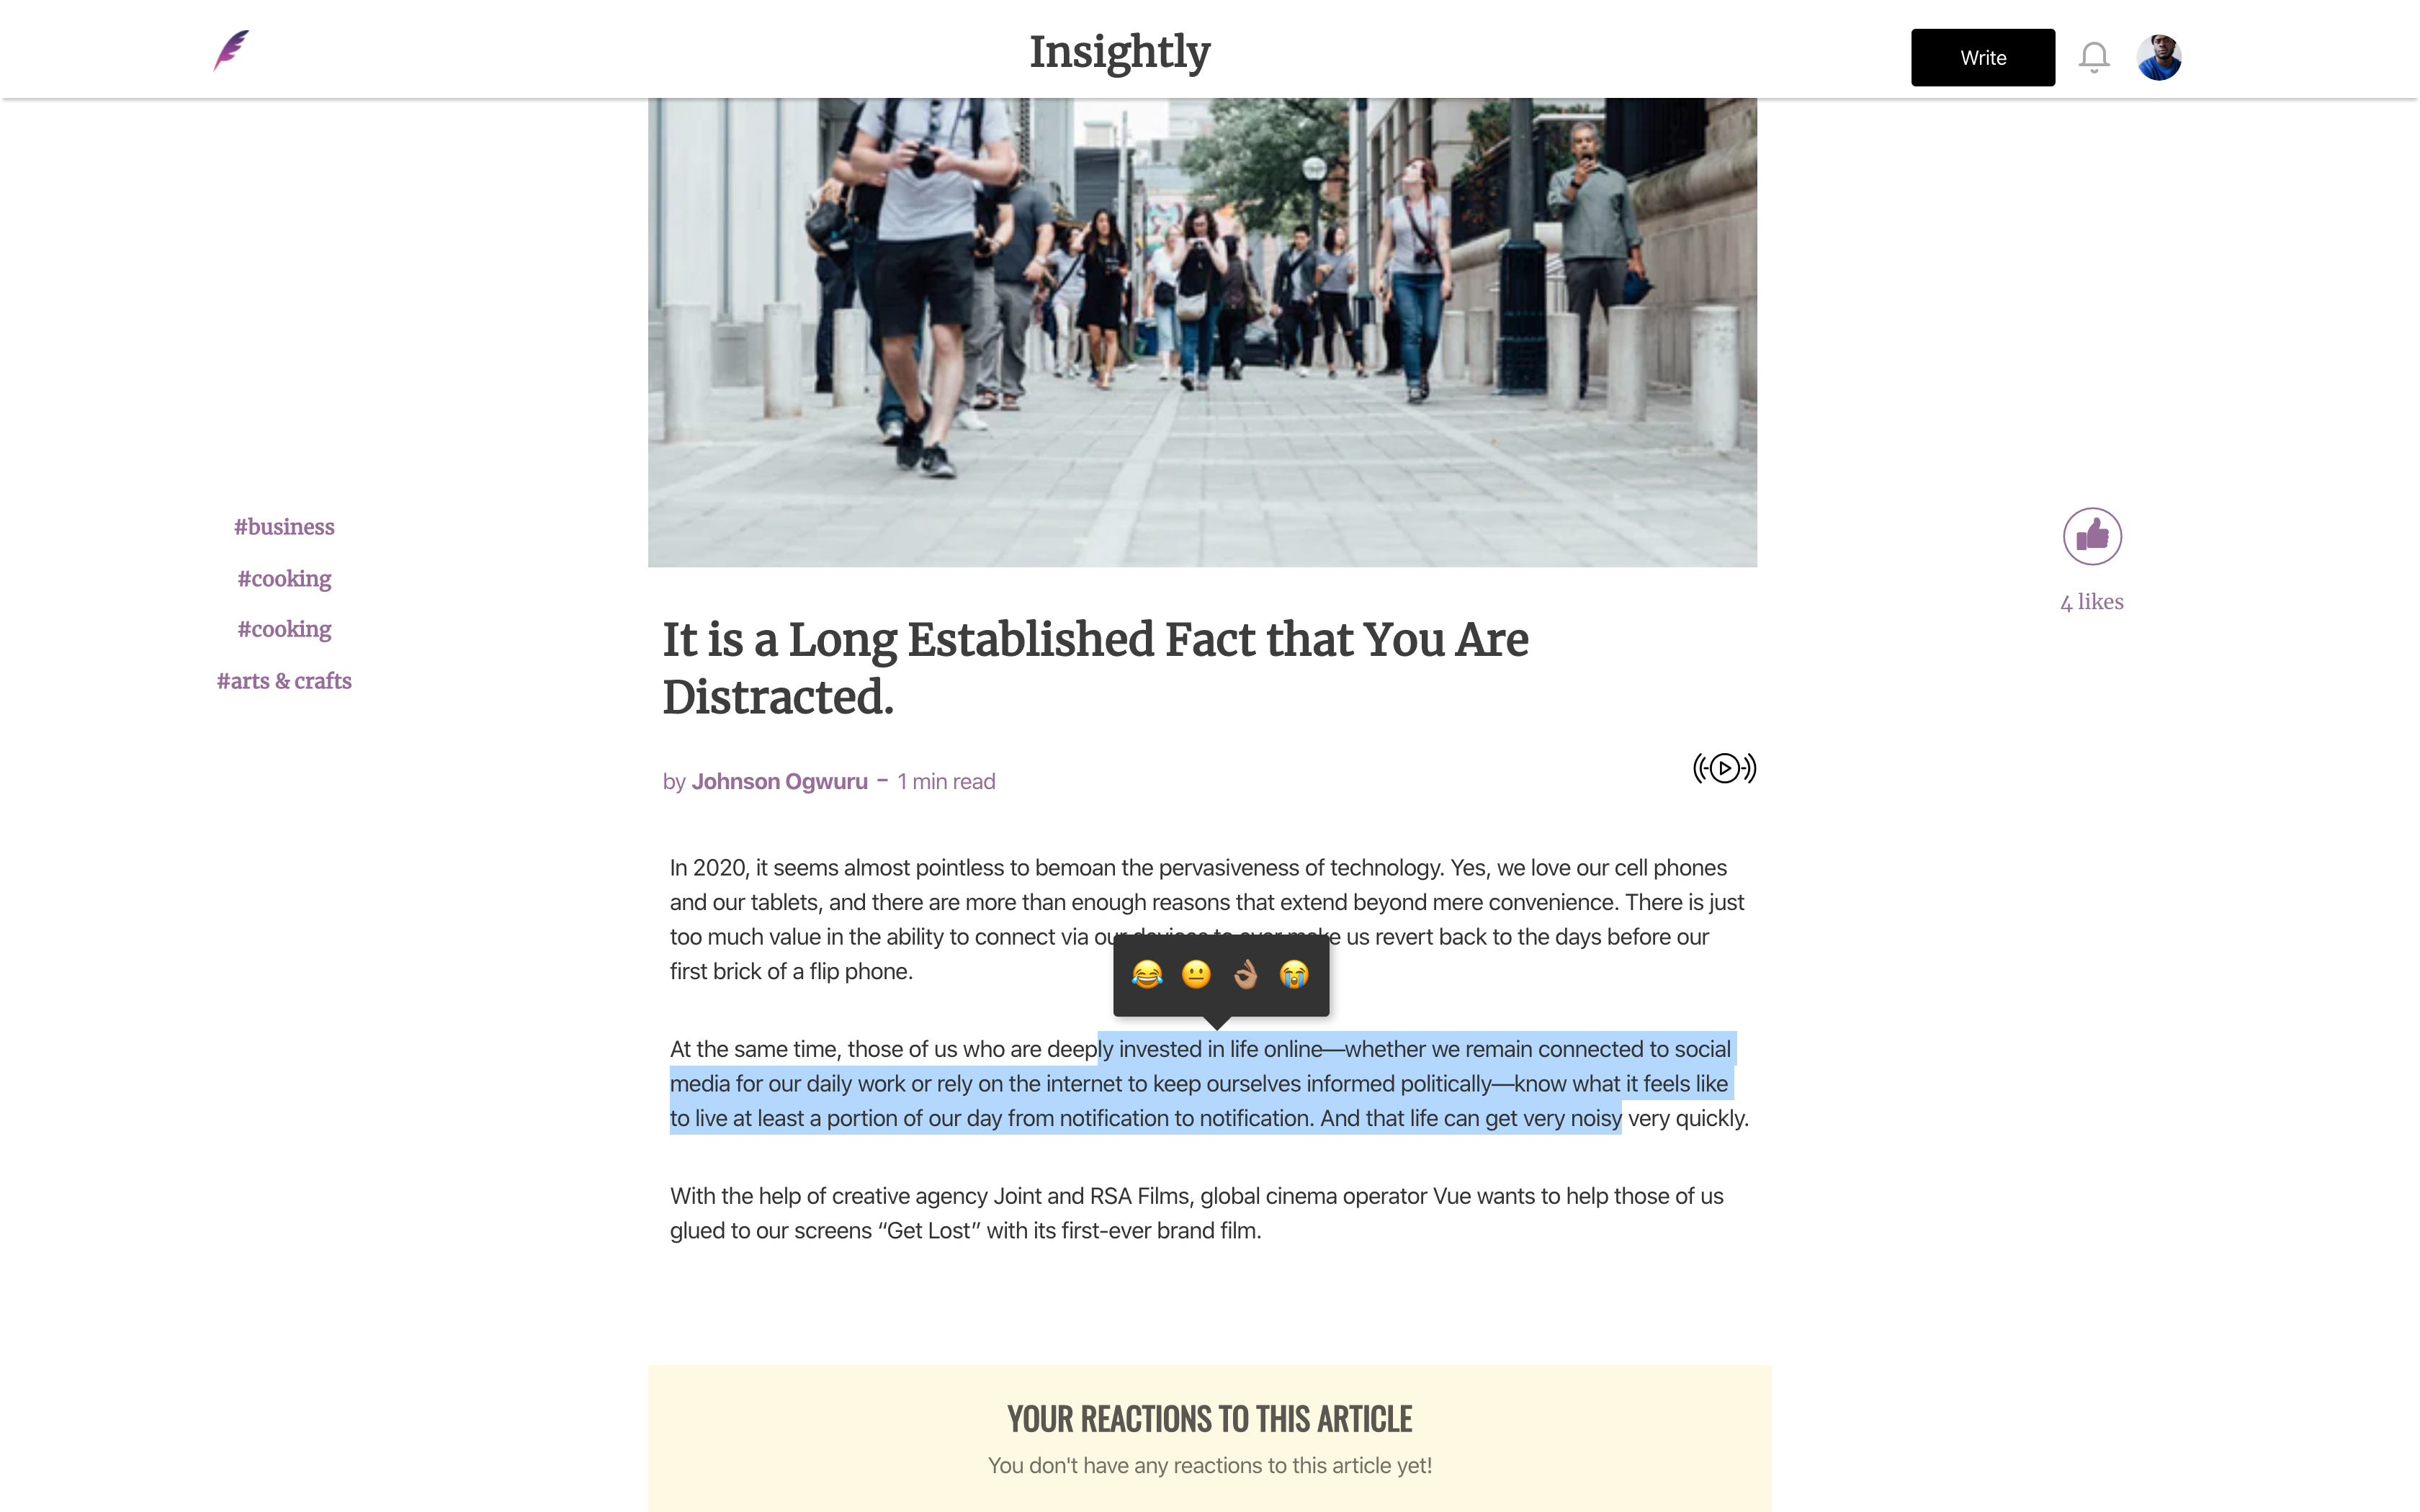 Insightly
Write
#business
#cooking
#cooking
#arts & crafts
4 likes
It is a Long Established Fact that You Are
Distracted.
by Johnson Ogwuru - 1 min read
In 2020, it seems almost pointless to bemoan the pervasiveness of technology. Yes, we love our cell phones
and our tablets, and there are more than enough reasons that extend beyond mere convenience. There is just
too much value in the ability to connect via our devices to ever make us revert back to the days before our
first brick of a flip phone.
At the same time, those of us who are deeply invested in life online—whether we remain connected to social
media for our daily work or rely on the internet to keep ourselves informed politically—know what it feels like
to live at least a portion of our day from notification to notification. And that life can get very noisy very quickly.
With the help of creative agency Joint and RSA Films, global cinema operator Vue wants to help those of us
glued to our screens “Get Lost” with its first-ever brand film.
YOUR REACTIONS TO THIS ARTICLE
You don't have any reactions to this article yet!